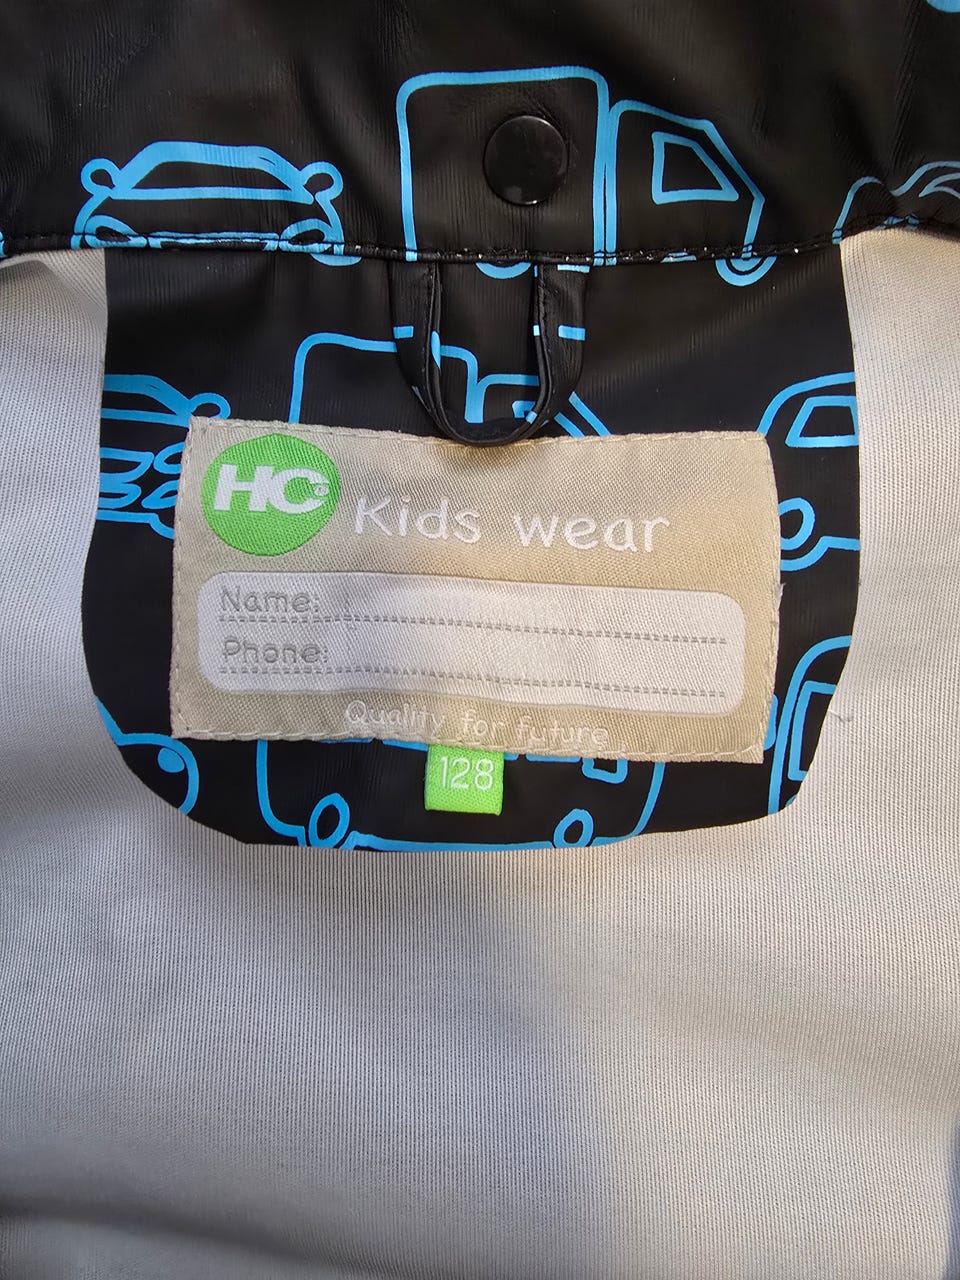 HC
Kids wear
Name:
Phone:
Quality for future
128